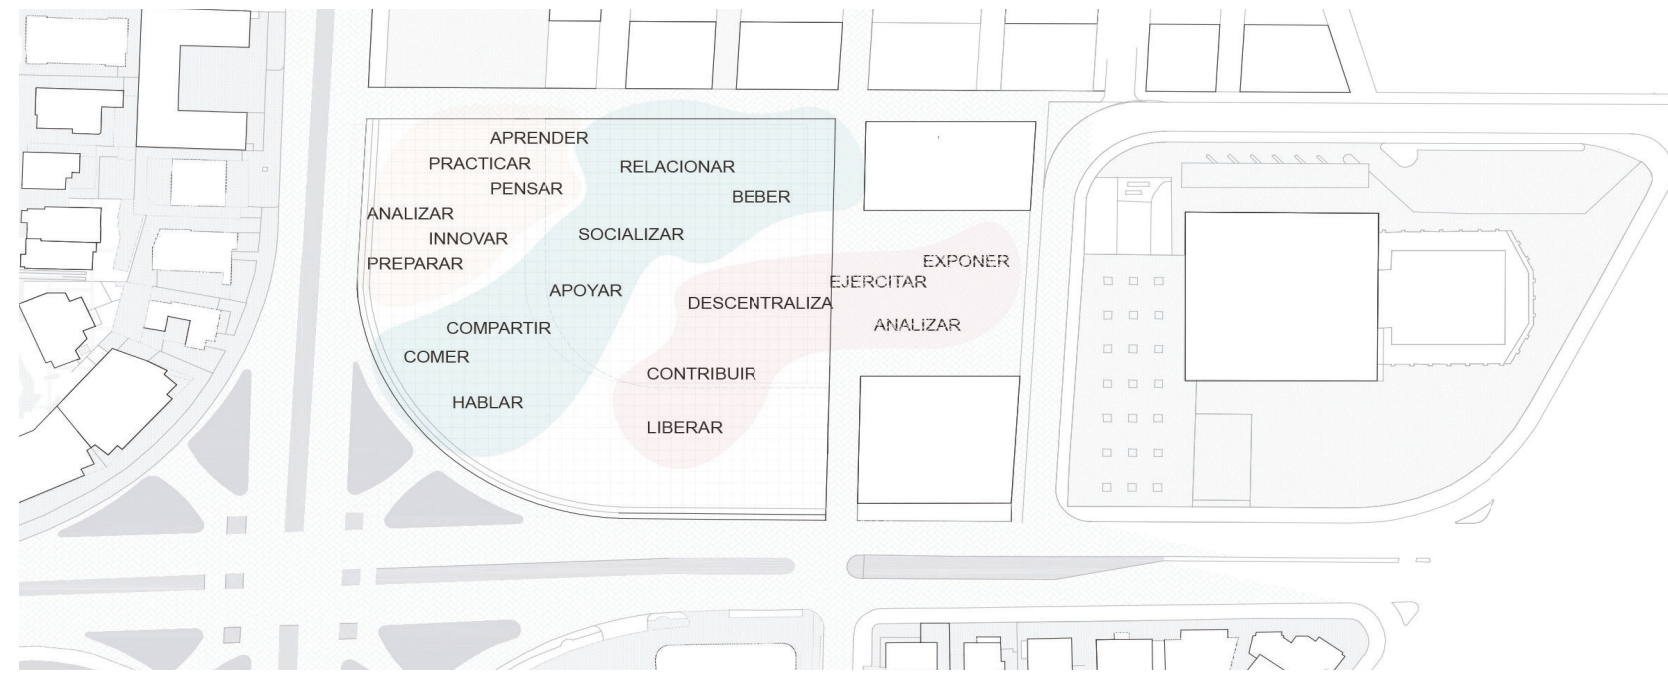 APRENDER
PRACTICAR
PENSAR
ANALIZAR
INNOVAR
PREPARAR
RELACIONAR
BEBER
SOCIALIZAR
APOYAR
COMPARTIR
COMER
HABLAR
EXPONER
EJERCITAR
DESCENTRALIZA
ANALIZAR
CONTRIBUIR
LIBERAR